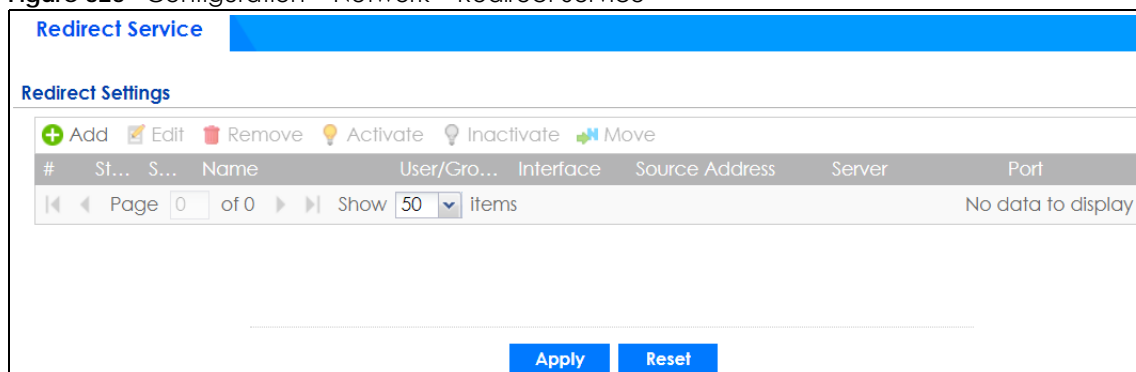 Redirect Service
Redirect Settings
Add Edit Remove Activate Inactivate Move
# St... S... Name User/Gro... Interface Source Address Server Port
Page 0 of 0 Show 50 items No data to display
Apply Reset